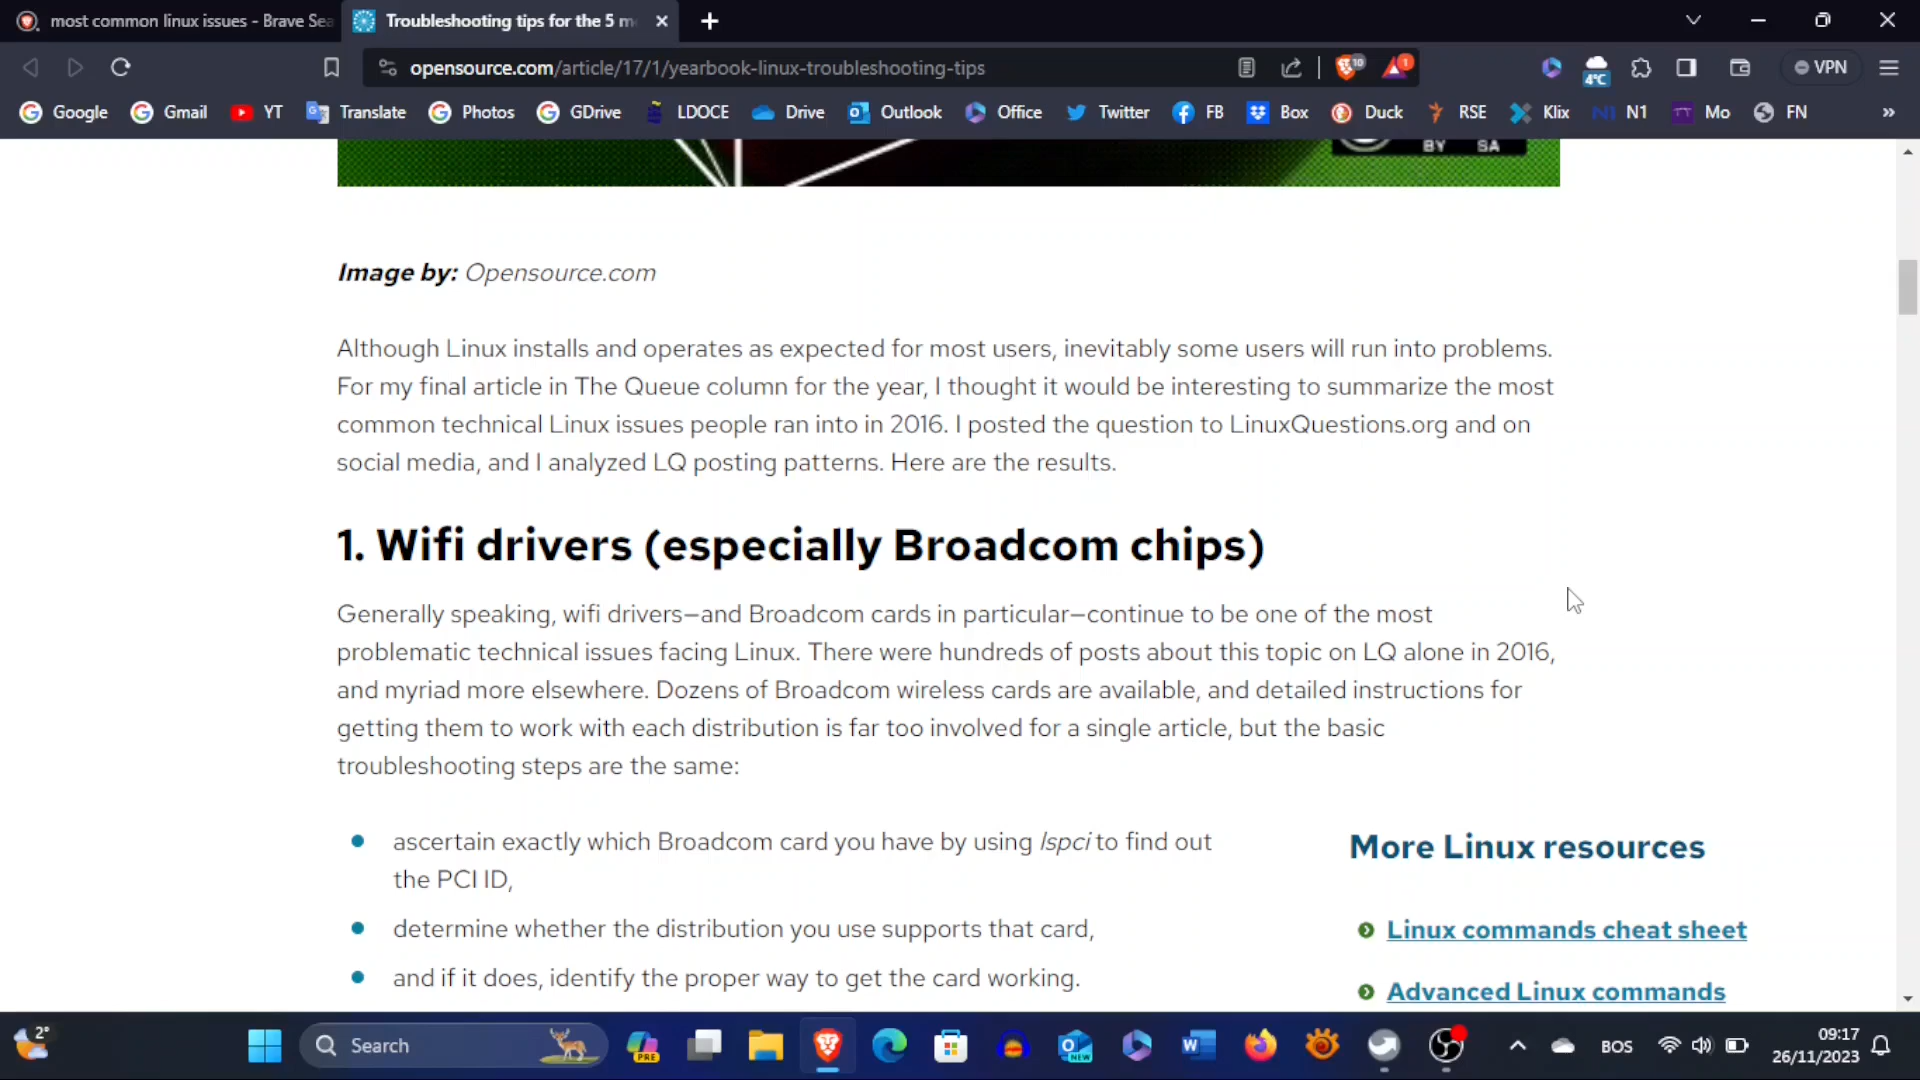 most common linux issues - Brave Sea
Troubleshooting tips for the 5 m
opensource.com/article/17/1/yearbook-linux-troubleshooting-tips
10
1
4°C
VPN
Google
Gmail
YT
Translate
Photos
GDrive
LDOCE
Drive
Outlook
Office
Twitter
FB
Box
Duck
RSE
Klix
N1
Mo
FN
BY SA
Image by: Opensource.com
Although Linux installs and operates as expected for most users, inevitably some users will run into problems.
For my final article in The Queue column for the year, I thought it would be interesting to summarize the most
common technical Linux issues people ran into in 2016. I posted the question to LinuxQuestions.org and on
social media, and I analyzed LQ posting patterns. Here are the results.
1. Wifi drivers (especially Broadcom chips)
Generally speaking, wifi drivers—and Broadcom cards in particular—continue to be one of the most
problematic technical issues facing Linux. There were hundreds of posts about this topic on LQ alone in 2016,
and myriad more elsewhere. Dozens of Broadcom wireless cards are available, and detailed instructions for
getting them to work with each distribution is far too involved for a single article, but the basic
troubleshooting steps are the same:
ascertain exactly which Broadcom card you have by using lspci to find out
the PCI ID,
determine whether the distribution you use supports that card,
and if it does, identify the proper way to get the card working.
More Linux resources
Linux commands cheat sheet
Advanced Linux commands
2°
Search
PRE
NEW
BOS
09:17
26/11/2023